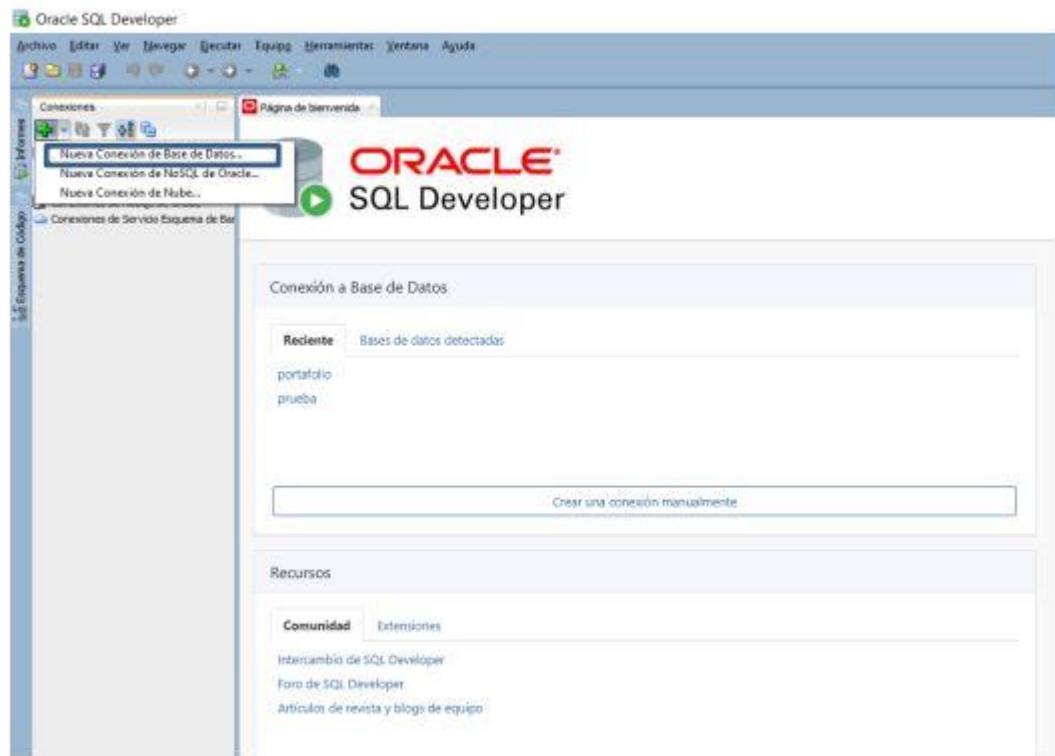 Oracle SQL Developer
Archivo Editar Ver Navegar Ejecutar Equipo Herramientas Ventana Ayuda
Conexiones
Página de bienvenida
Informes
Nueva Conexión de Base de Datos...
Nueva Conexión de NoSQL de Oracle...
Nueva Conexión de Nube...
Conexiones de Servicio Esquema de Bas
Esquema de Código
ORACLE
SQL Developer
Conexión a Base de Datos
Reciente Bases de datos detectadas
portafolio
prueba
Crear una conexión manualmente
Recursos
Comunidad Extensiones
Intercambio de SQL Developer
Foro de SQL Developer
Artículos de revista y blogs de equipo